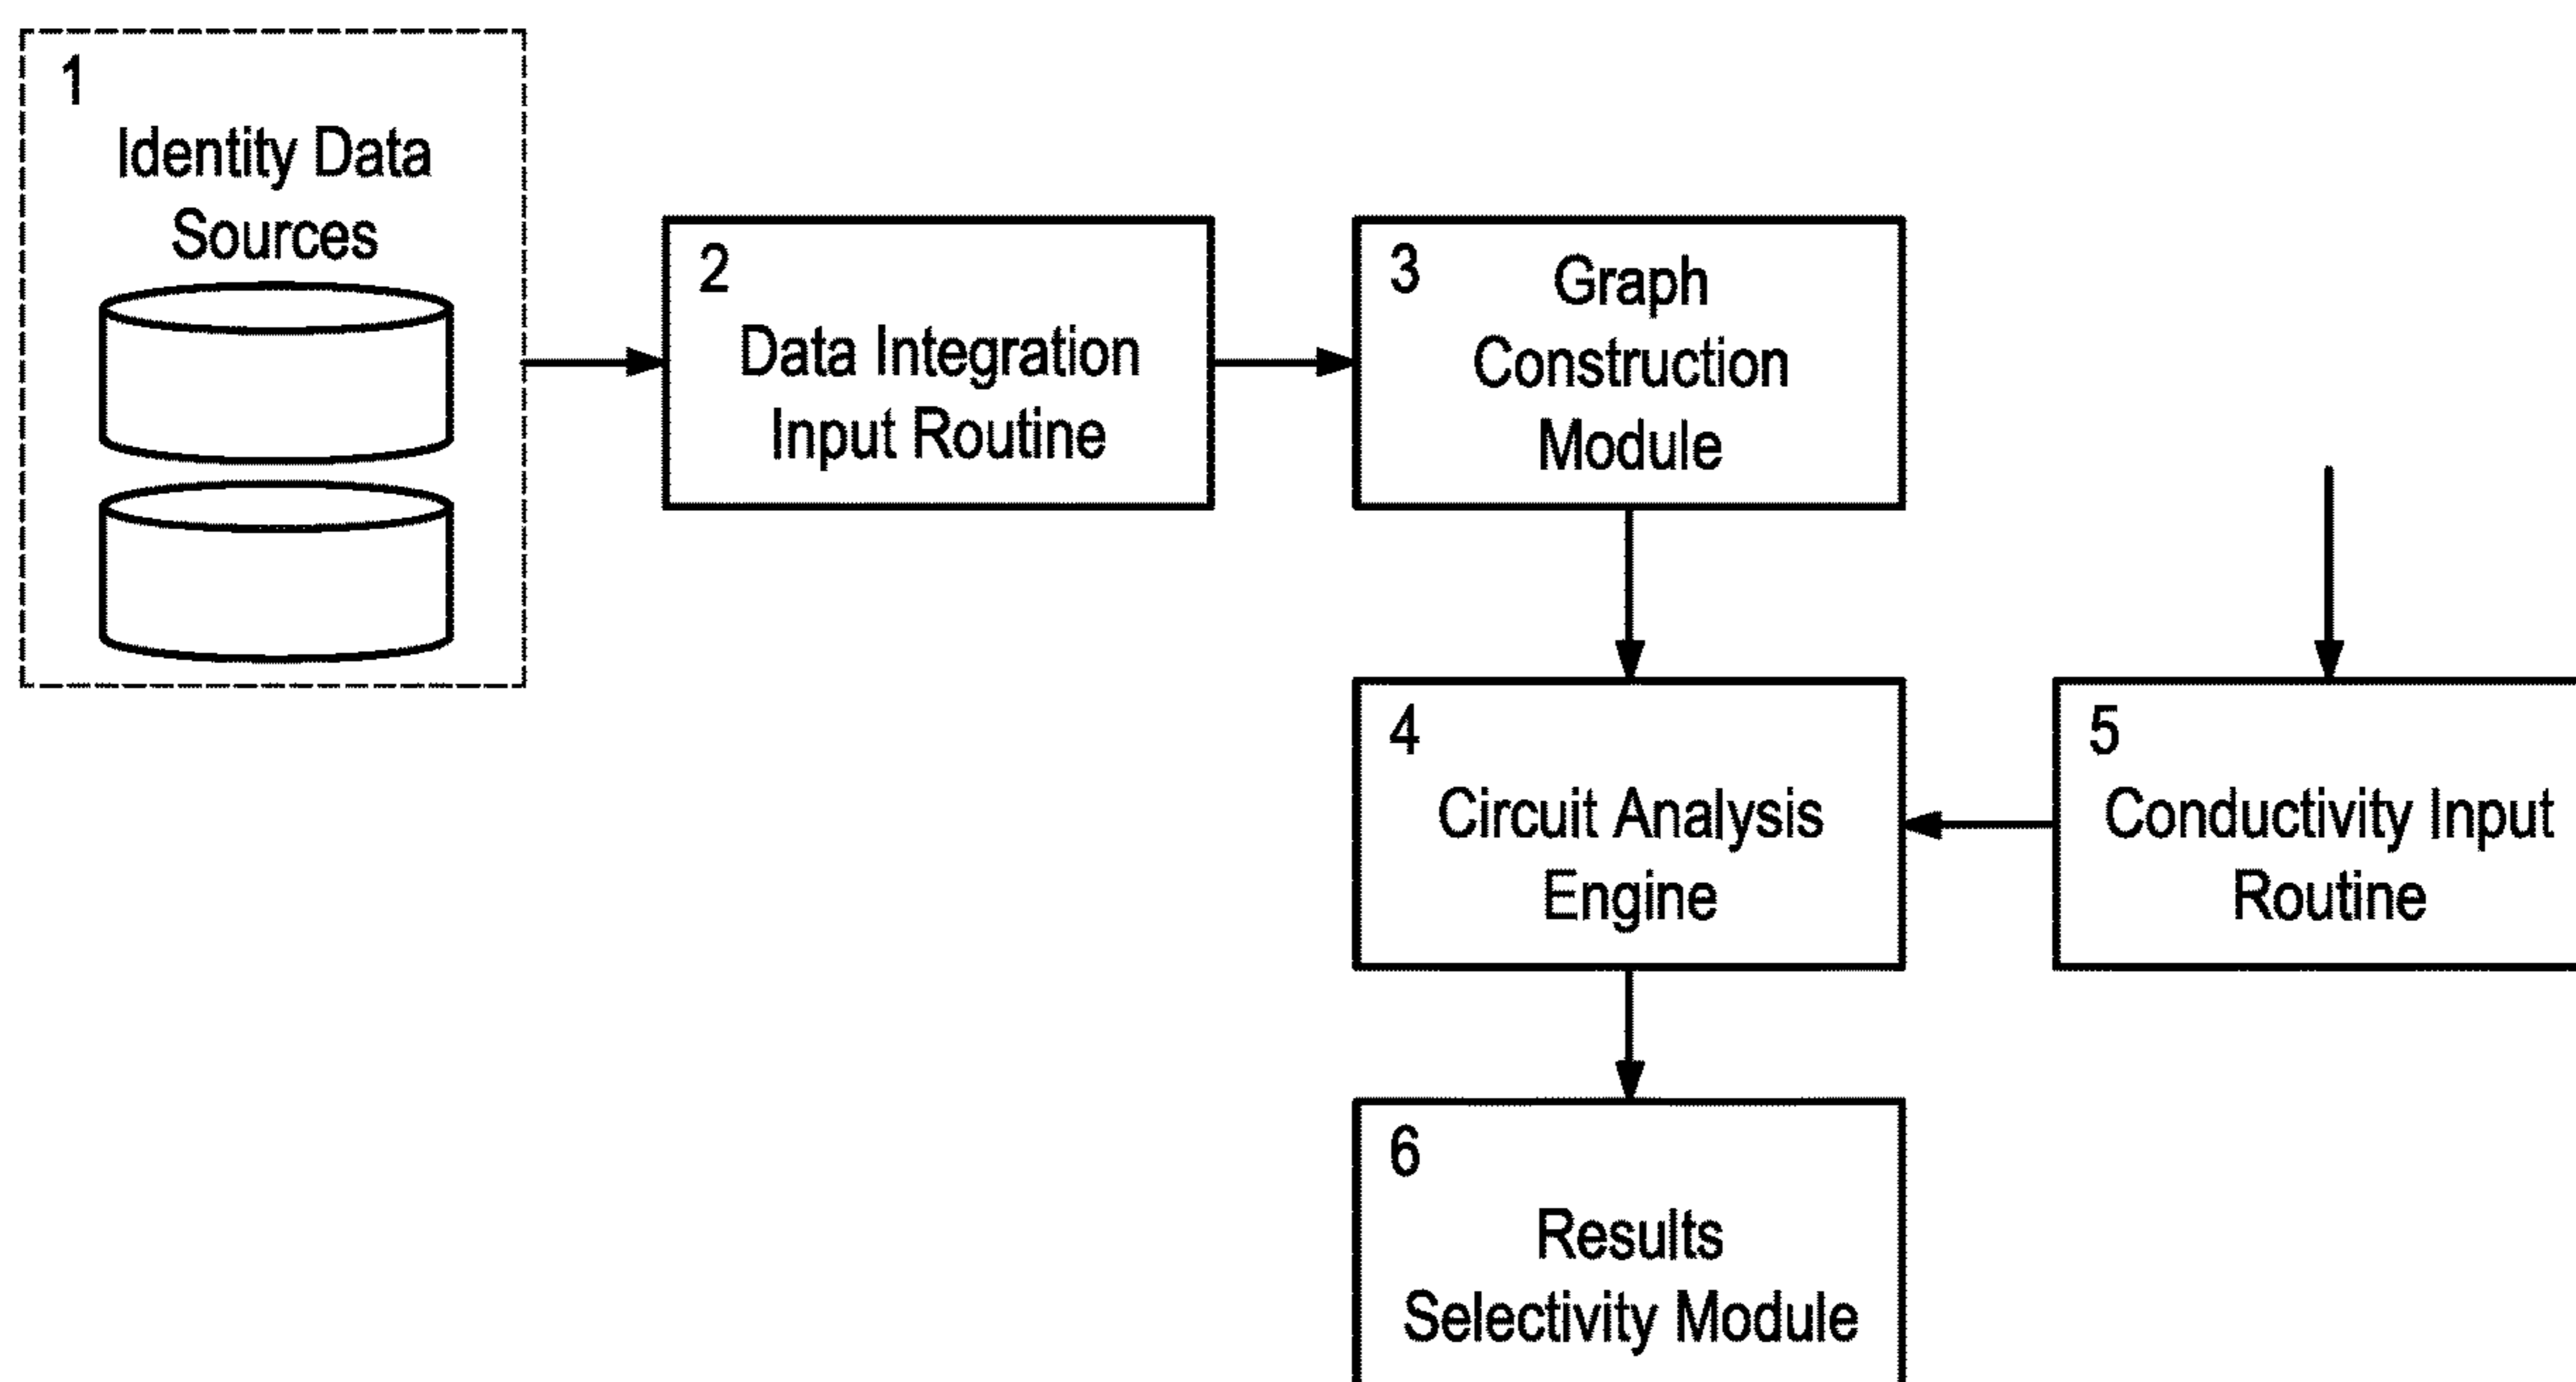 1
Identity Data
Sources
2
Data Integration
Input Routine
3
Graph
Construction
Module
4
Circuit Analysis
Engine
5
Conductivity Input
Routine
6
Results
Selectivity Module